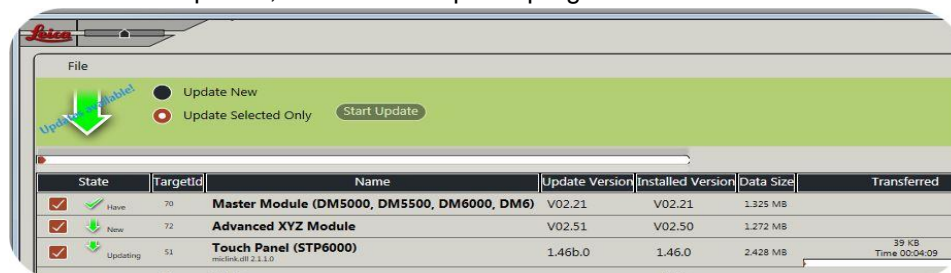 Leica
File
Update available!
Update New
Update Selected Only
Start Update
State TargetId Name Update Version Installed Version Data Size Transferred
Have 70 Master Module (DM5000, DM5500, DM6000, DM6) V02.21 V02.21 1.325 MB
New 72 Advanced XYZ Module V02.51 V02.50 1.272 MB
Updating 51 Touch Panel (STP6000) 1.46b.0 1.46.0 2.428 MB 39 KB
miclink.dll 2.1.1.0 Time 00:04:09